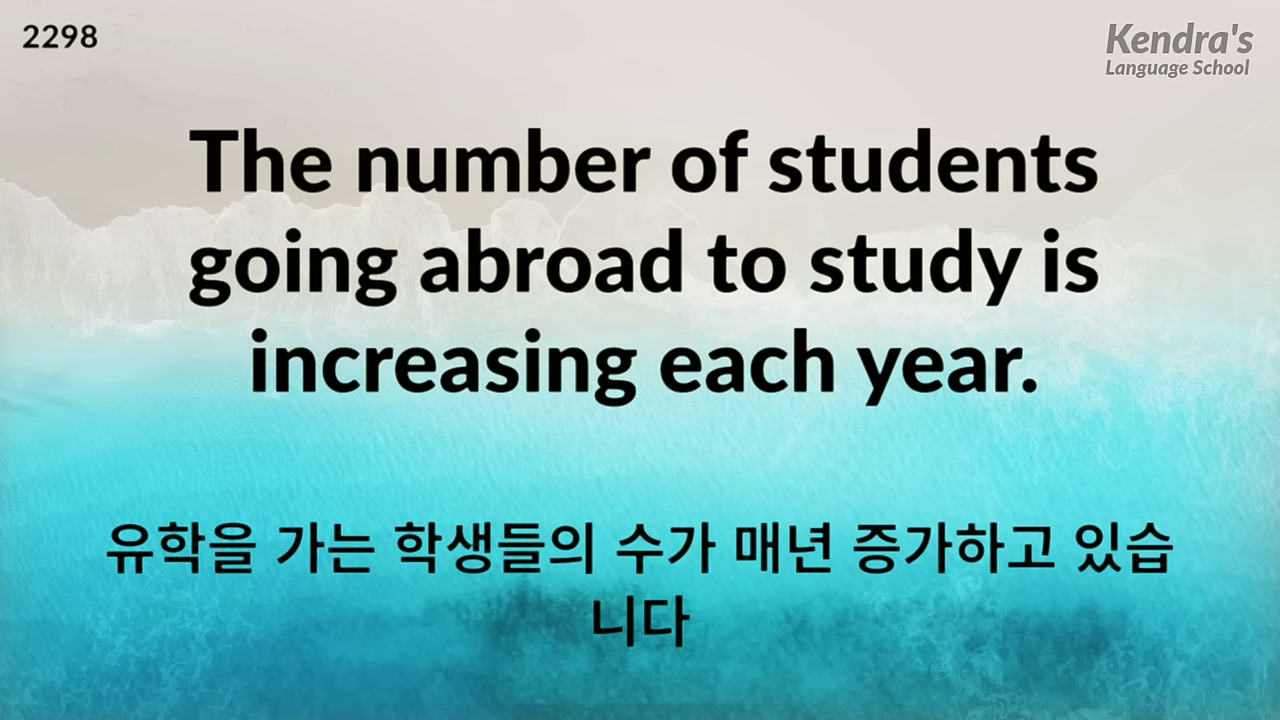 2298
Kendra's
Language School
The number of students
going abroad to study is
increasing each year.
유학을 가는 학생들의 수가 매년 증가하고 있습
니다